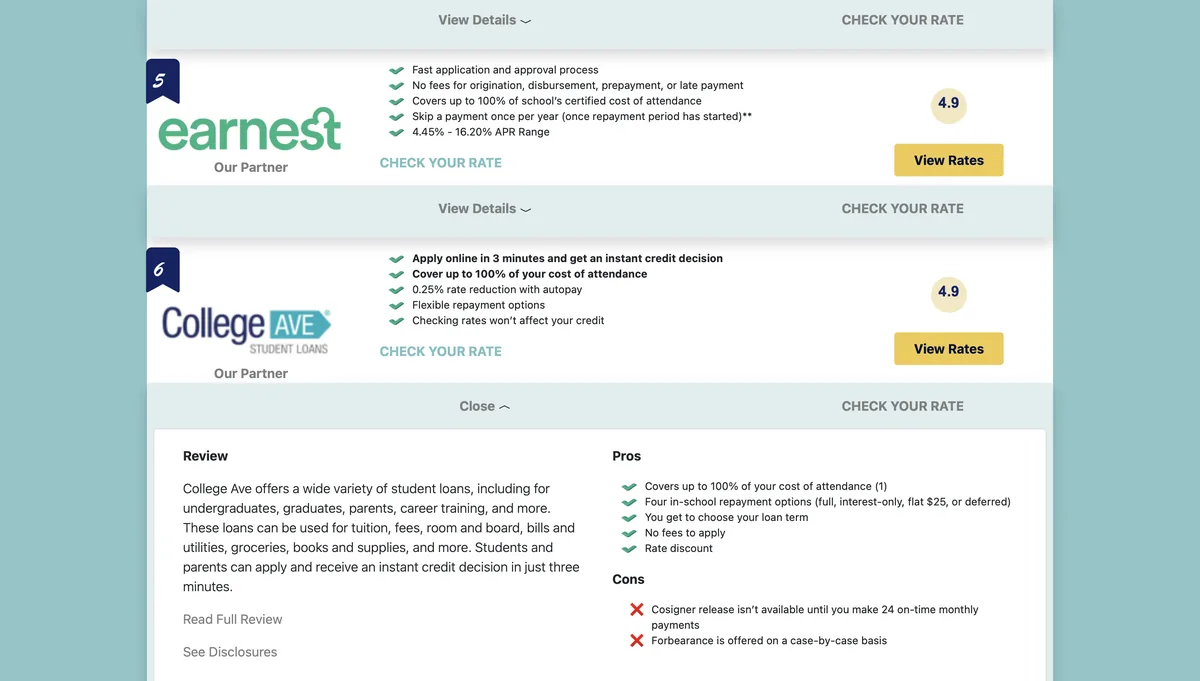 View Details
CHECK YOUR RATE
5
earnest
Our Partner
Fast application and approval process
No fees for origination, disbursement, prepayment, or late payment
Covers up to 100% of school's certified cost of attendance
Skip a payment once per year (once repayment period has started)**
4.45% - 16.20% APR Range
CHECK YOUR RATE
4.9
View Rates
View Details
CHECK YOUR RATE
6
College AVE®
STUDENT LOANS
Our Partner
Apply online in 3 minutes and get an instant credit decision
Cover up to 100% of your cost of attendance
0.25% rate reduction with autopay
Flexible repayment options
Checking rates won't affect your credit
CHECK YOUR RATE
4.9
View Rates
Close
CHECK YOUR RATE
Review
College Ave offers a wide variety of student loans, including for
undergraduates, graduates, parents, career training, and more.
These loans can be used for tuition, fees, room and board, bills and
utilities, groceries, books and supplies, and more. Students and
parents can apply and receive an instant credit decision in just three
minutes.
Read Full Review
See Disclosures
Pros
Covers up to 100% of your cost of attendance (1)
Four in-school repayment options (full, interest-only, flat $25, or deferred)
You get to choose your loan term
No fees to apply
Rate discount
Cons
Cosigner release isn't available until you make 24 on-time monthly
payments
Forbearance is offered on a case-by-case basis